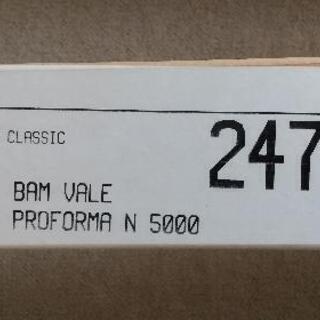 CLASSIC
247
BAM VALE
PROFORMA N 5000